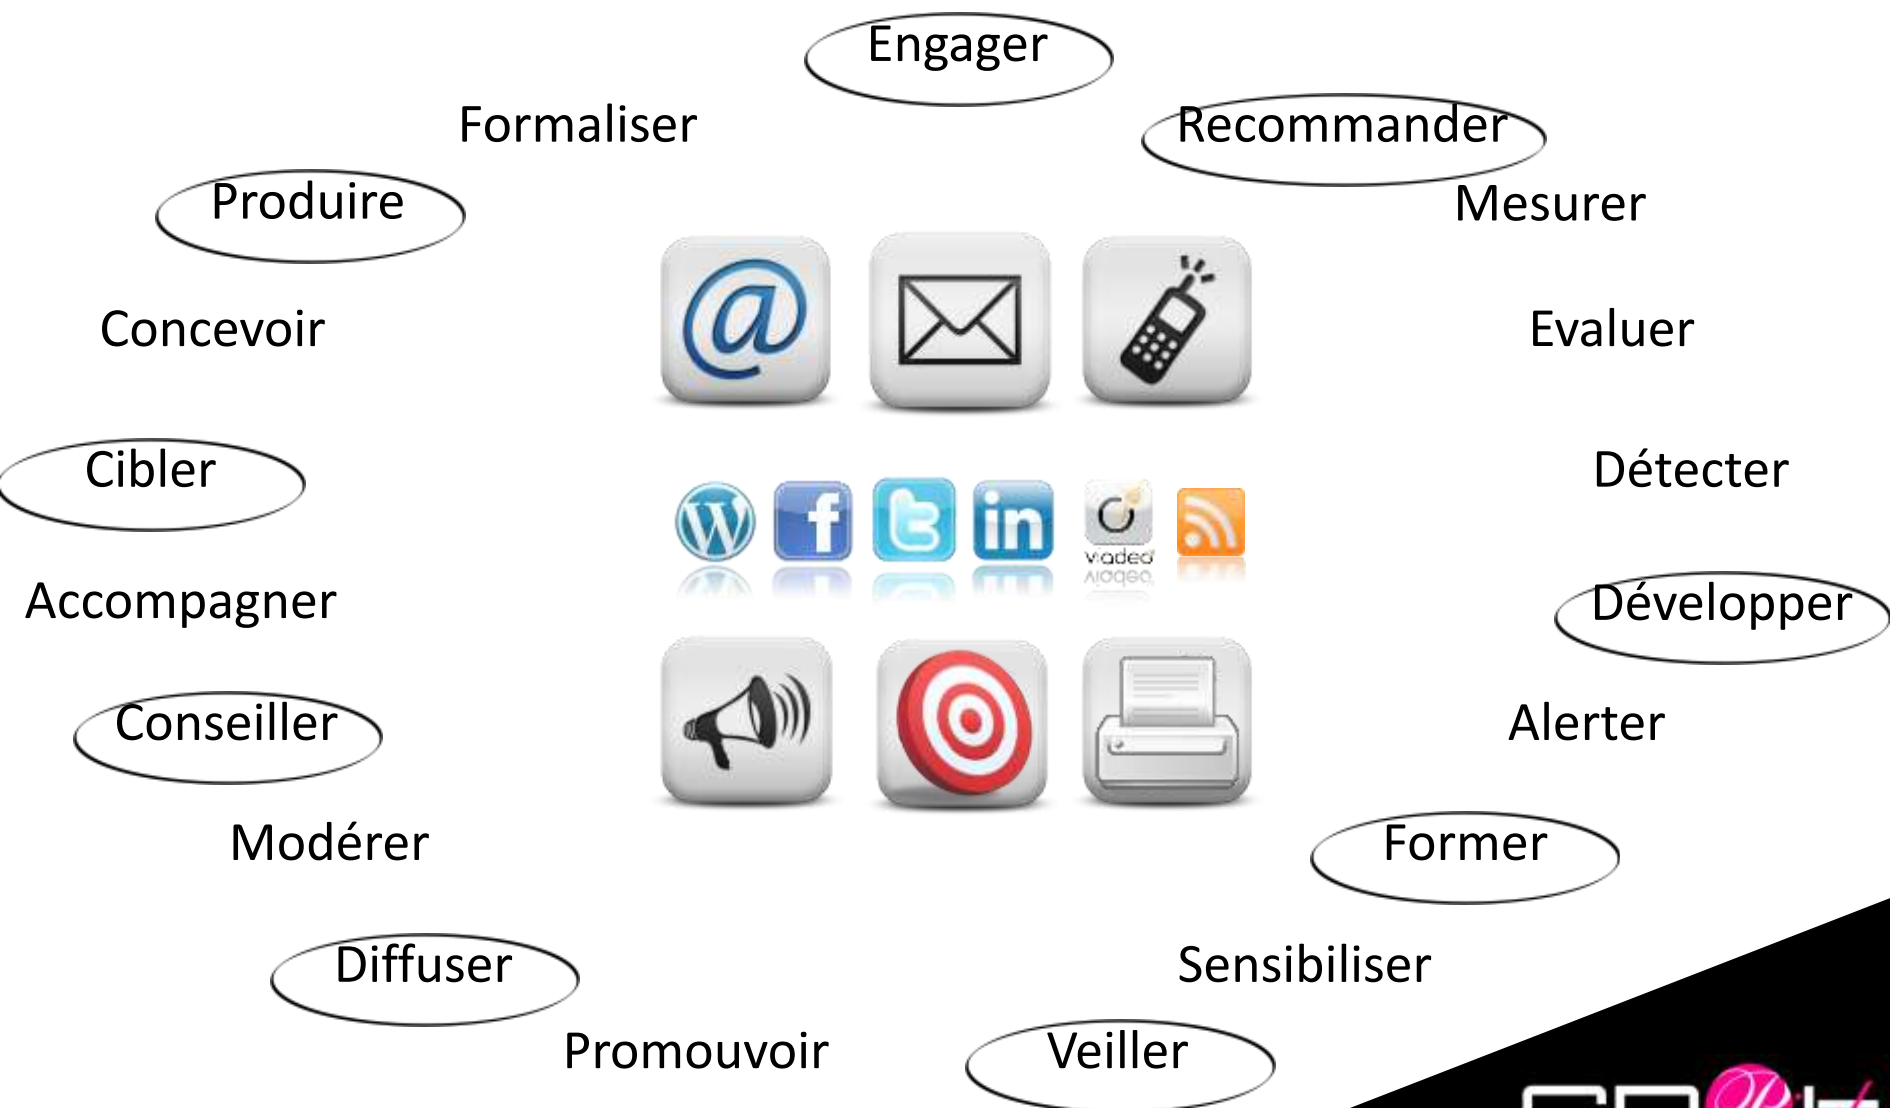 Engager
Formaliser
Recommander
Produire
Mesurer
Concevoir
Evaluer
Cibler
Détecter
viadeo
Accompagner
Développer
Conseiller
Alerter
Modérer
Former
Diffuser
Sensibiliser
Promouvoir
Veiller